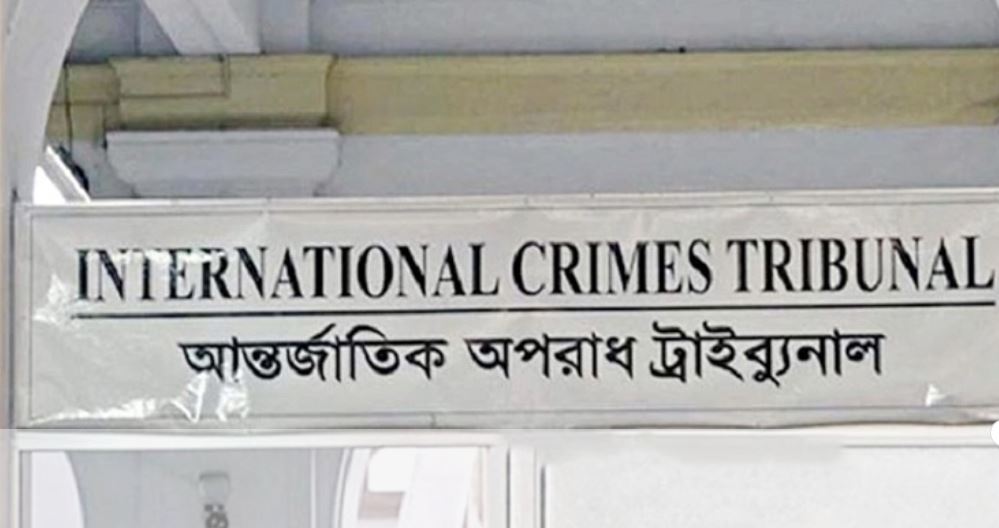 INTERNATIONAL CRIMES TRIBUNAL
আন্তর্জাতিক অপরাধ ট্রাইব্যুনাল